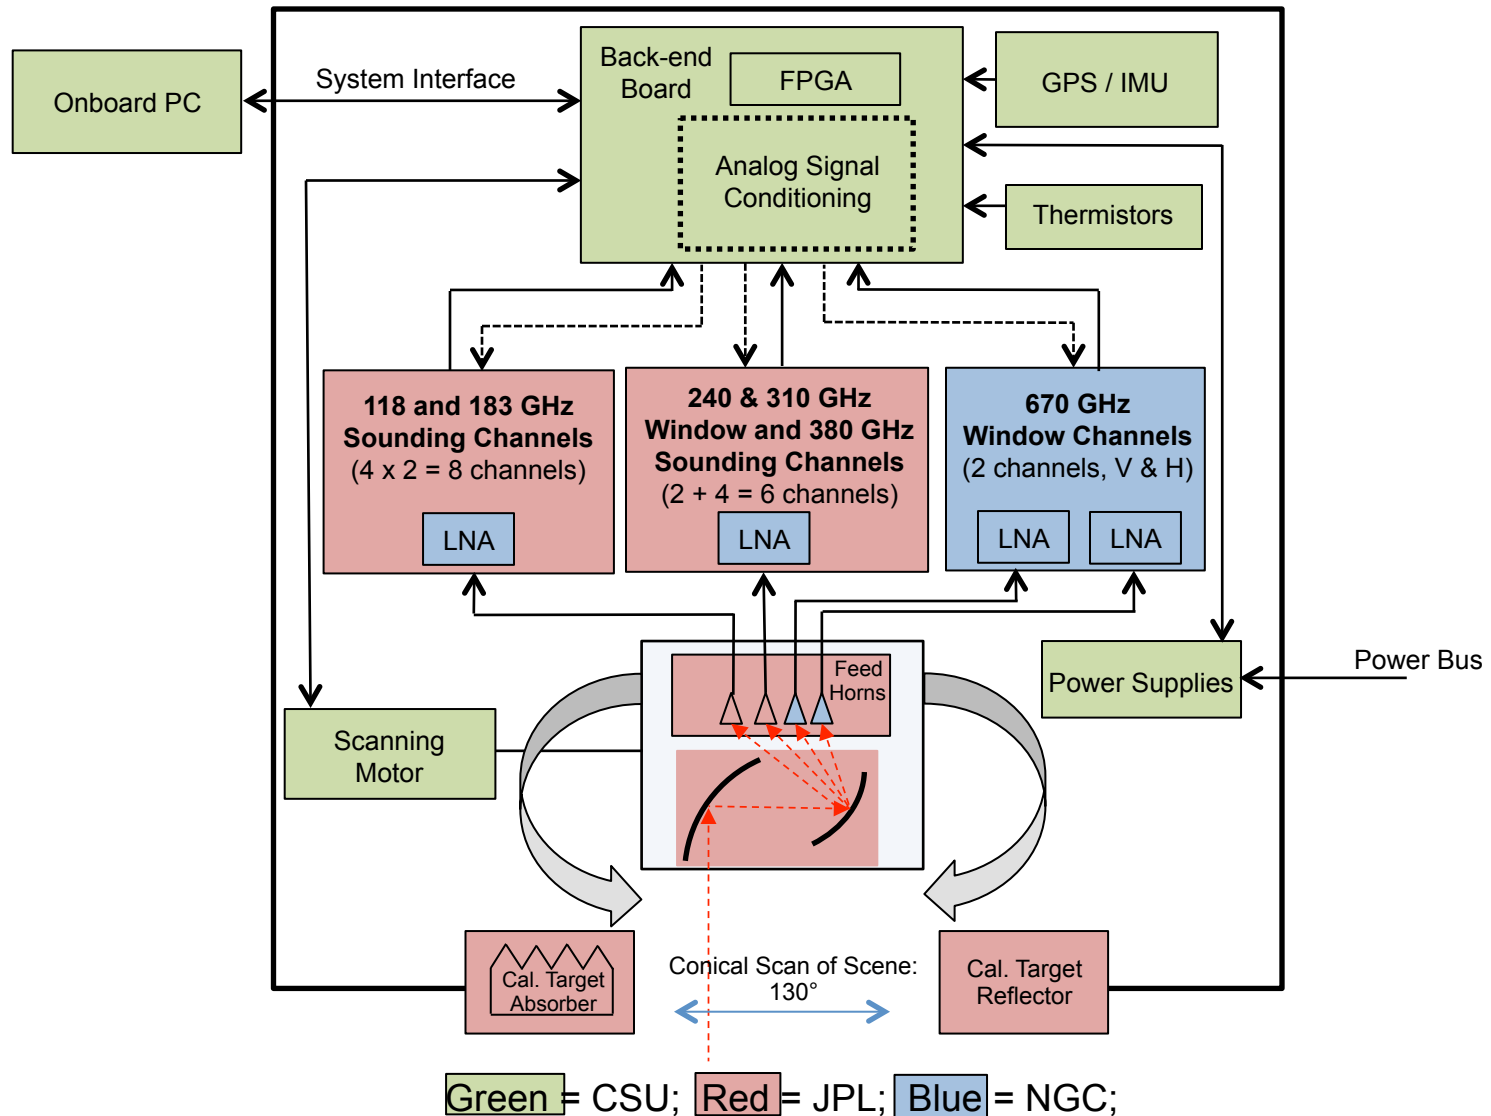 Back-end
Board
FPGA
GPS / IMU
System Interface
Onboard PC
Analog Signal
Conditioning
Thermistors
118 and 183 GHz
Sounding Channels
(4 x 2 = 8 channels)
LNA
240 & 310 GHz
Window and 380 GHz
Sounding Channels
(2 + 4 = 6 channels)
LNA
670 GHz
Window Channels
(2 channels, V & H)
LNA
LNA
Feed
Horns
Power Supplies
Power Bus
Scanning
Motor
Cal. Target
Absorber
Conical Scan of Scene:
130°
Cal. Target
Reflector
Green = CSU; Red = JPL; Blue = NGC;